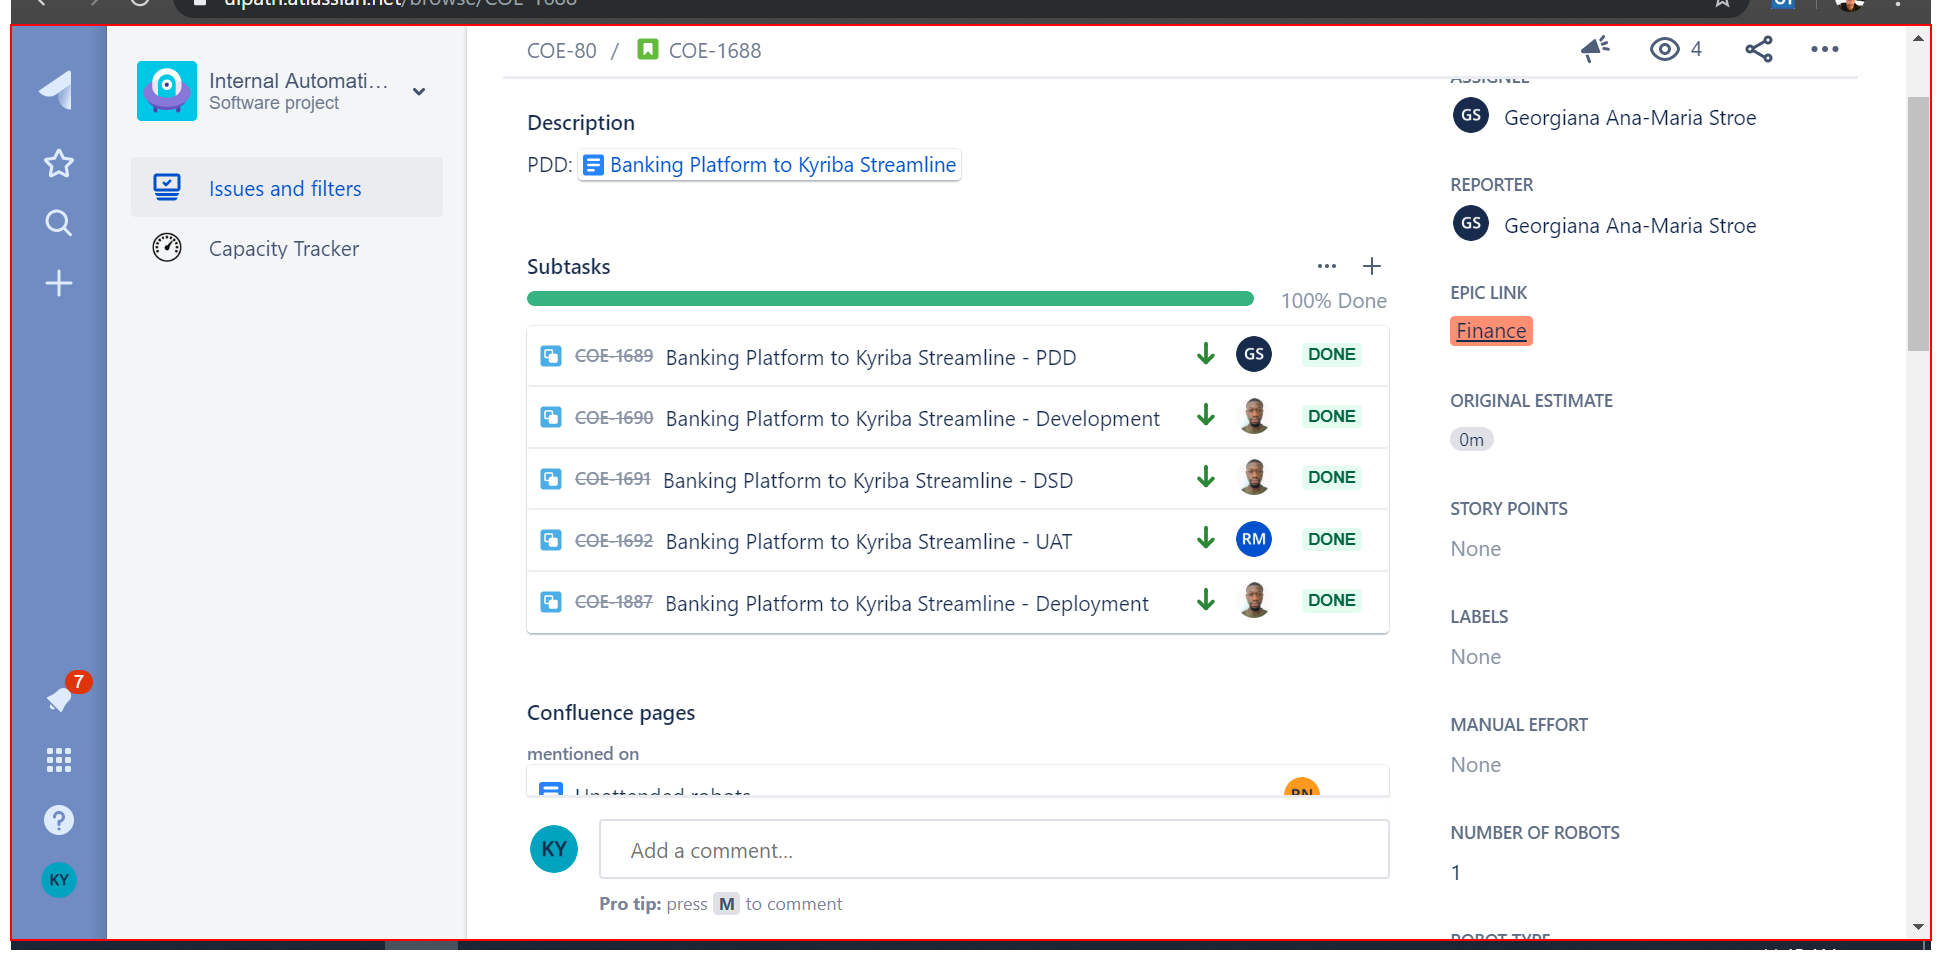 dipath.atlassian.net/browse/COE-1688
COE-80 / COE-1688
4
Internal Automati...
Software project
Issues and filters
Capacity Tracker
7
KY
Description
PDD: Banking Platform to Kyriba Streamline
Subtasks
100% Done
COE-1689 Banking Platform to Kyriba Streamline - PDD GS DONE
COE-1690 Banking Platform to Kyriba Streamline - Development DONE
COE-1691 Banking Platform to Kyriba Streamline - DSD DONE
COE-1692 Banking Platform to Kyriba Streamline - UAT RM DONE
COE-1887 Banking Platform to Kyriba Streamline - Deployment DONE
Confluence pages
mentioned on
Unattended robots
RN
KY
Add a comment...
Pro tip: press M to comment
ASSIGNEE
GS Georgiana Ana-Maria Stroe
REPORTER
GS Georgiana Ana-Maria Stroe
EPIC LINK
Finance
ORIGINAL ESTIMATE
0m
STORY POINTS
None
LABELS
None
MANUAL EFFORT
None
NUMBER OF ROBOTS
1
ROBOT TYPE